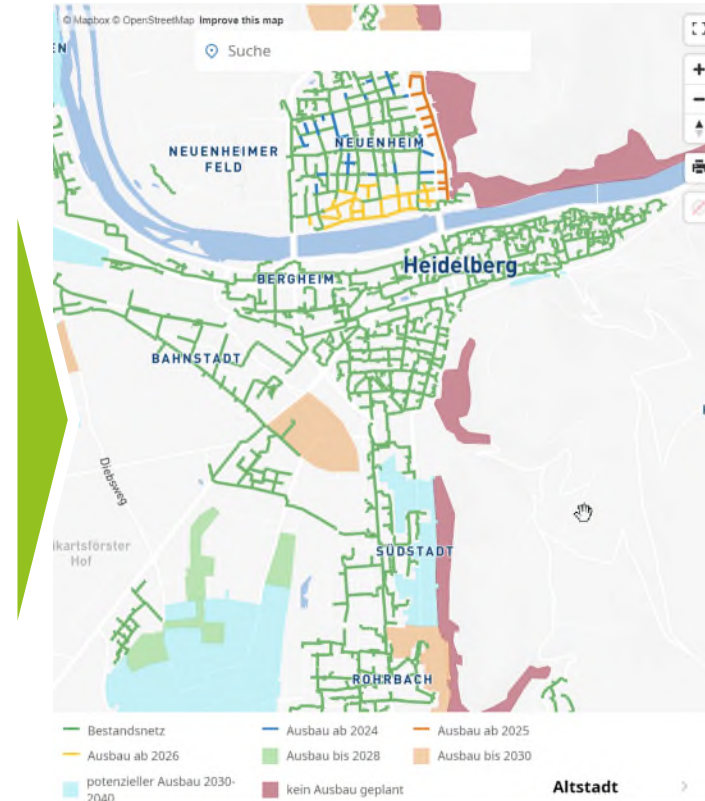 © Mapbox © OpenStreetMap Improve this map
Suche
EN
NEUENHEIMER
FELD
NEUENHEIM
Heidelberg
BERGHEIM
BAHNSTADT
Diebsweg
ikartsförster
Hof
SÜDSTADT
ROHRBACH
Bestandsnetz
Ausbau ab 2024
Ausbau ab 2025
Ausbau ab 2026
Ausbau bis 2028
Ausbau bis 2030
potenzieller Ausbau 2030-
2040
kein Ausbau geplant
Altstadt